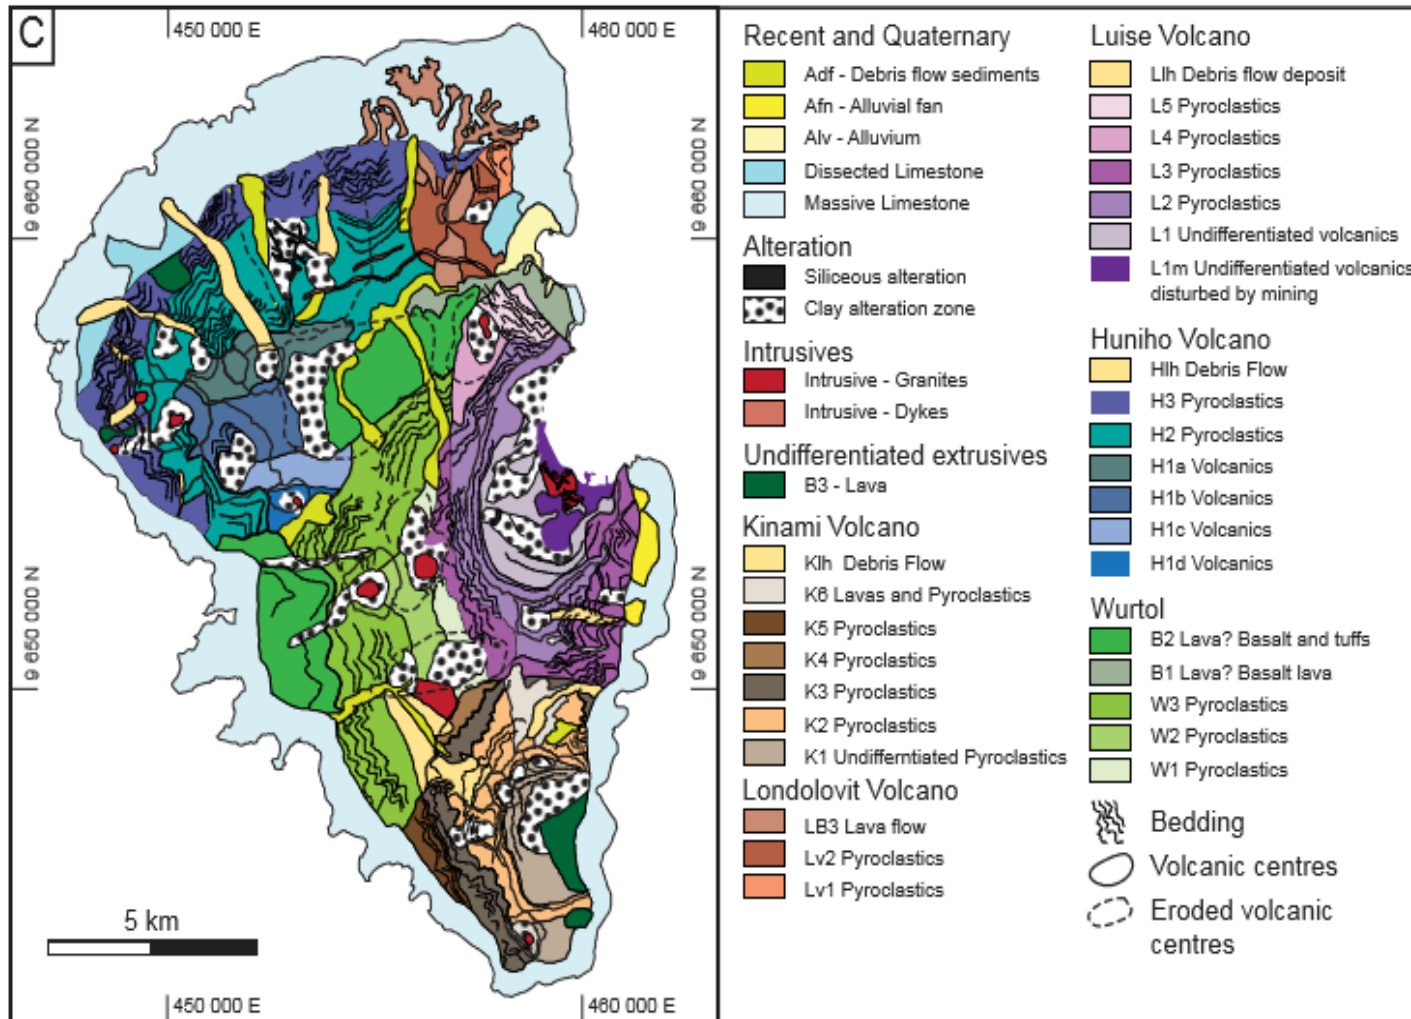 C
450 000 E
460 000 E
9 660 000 N
9 660 000 N
9 650 000 N
9 650 000 N
5 km
450 000 E
460 000 E
Recent and Quaternary
Adf - Debris flow sediments
Afn - Alluvial fan
Alv - Alluvium
Dissected Limestone
Massive Limestone
Alteration
Siliceous alteration
Clay alteration zone
Intrusives
Intrusive - Granites
Intrusive - Dykes
Undifferentiated extrusives
B3 - Lava
Kinami Volcano
Klh Debris Flow
K6 Lavas and Pyroclastics
K5 Pyroclastics
K4 Pyroclastics
K3 Pyroclastics
K2 Pyroclastics
K1 Undifferntiated Pyroclastics
Londolovit Volcano
LB3 Lava flow
Lv2 Pyroclastics
Lv1 Pyroclastics
Luise Volcano
Llh Debris flow deposit
L5 Pyroclastics
L4 Pyroclastics
L3 Pyroclastics
L2 Pyroclastics
L1 Undifferentiated volcanics
L1m Undifferentiated volcanics
disturbed by mining
Huniho Volcano
Hlh Debris Flow
H3 Pyroclastics
H2 Pyroclastics
H1a Volcanics
H1b Volcanics
H1c Volcanics
H1d Volcanics
Wurtol
B2 Lava? Basalt and tuffs
B1 Lava? Basalt lava
W3 Pyroclastics
W2 Pyroclastics
W1 Pyroclastics
Bedding
Volcanic centres
Eroded volcanic
centres